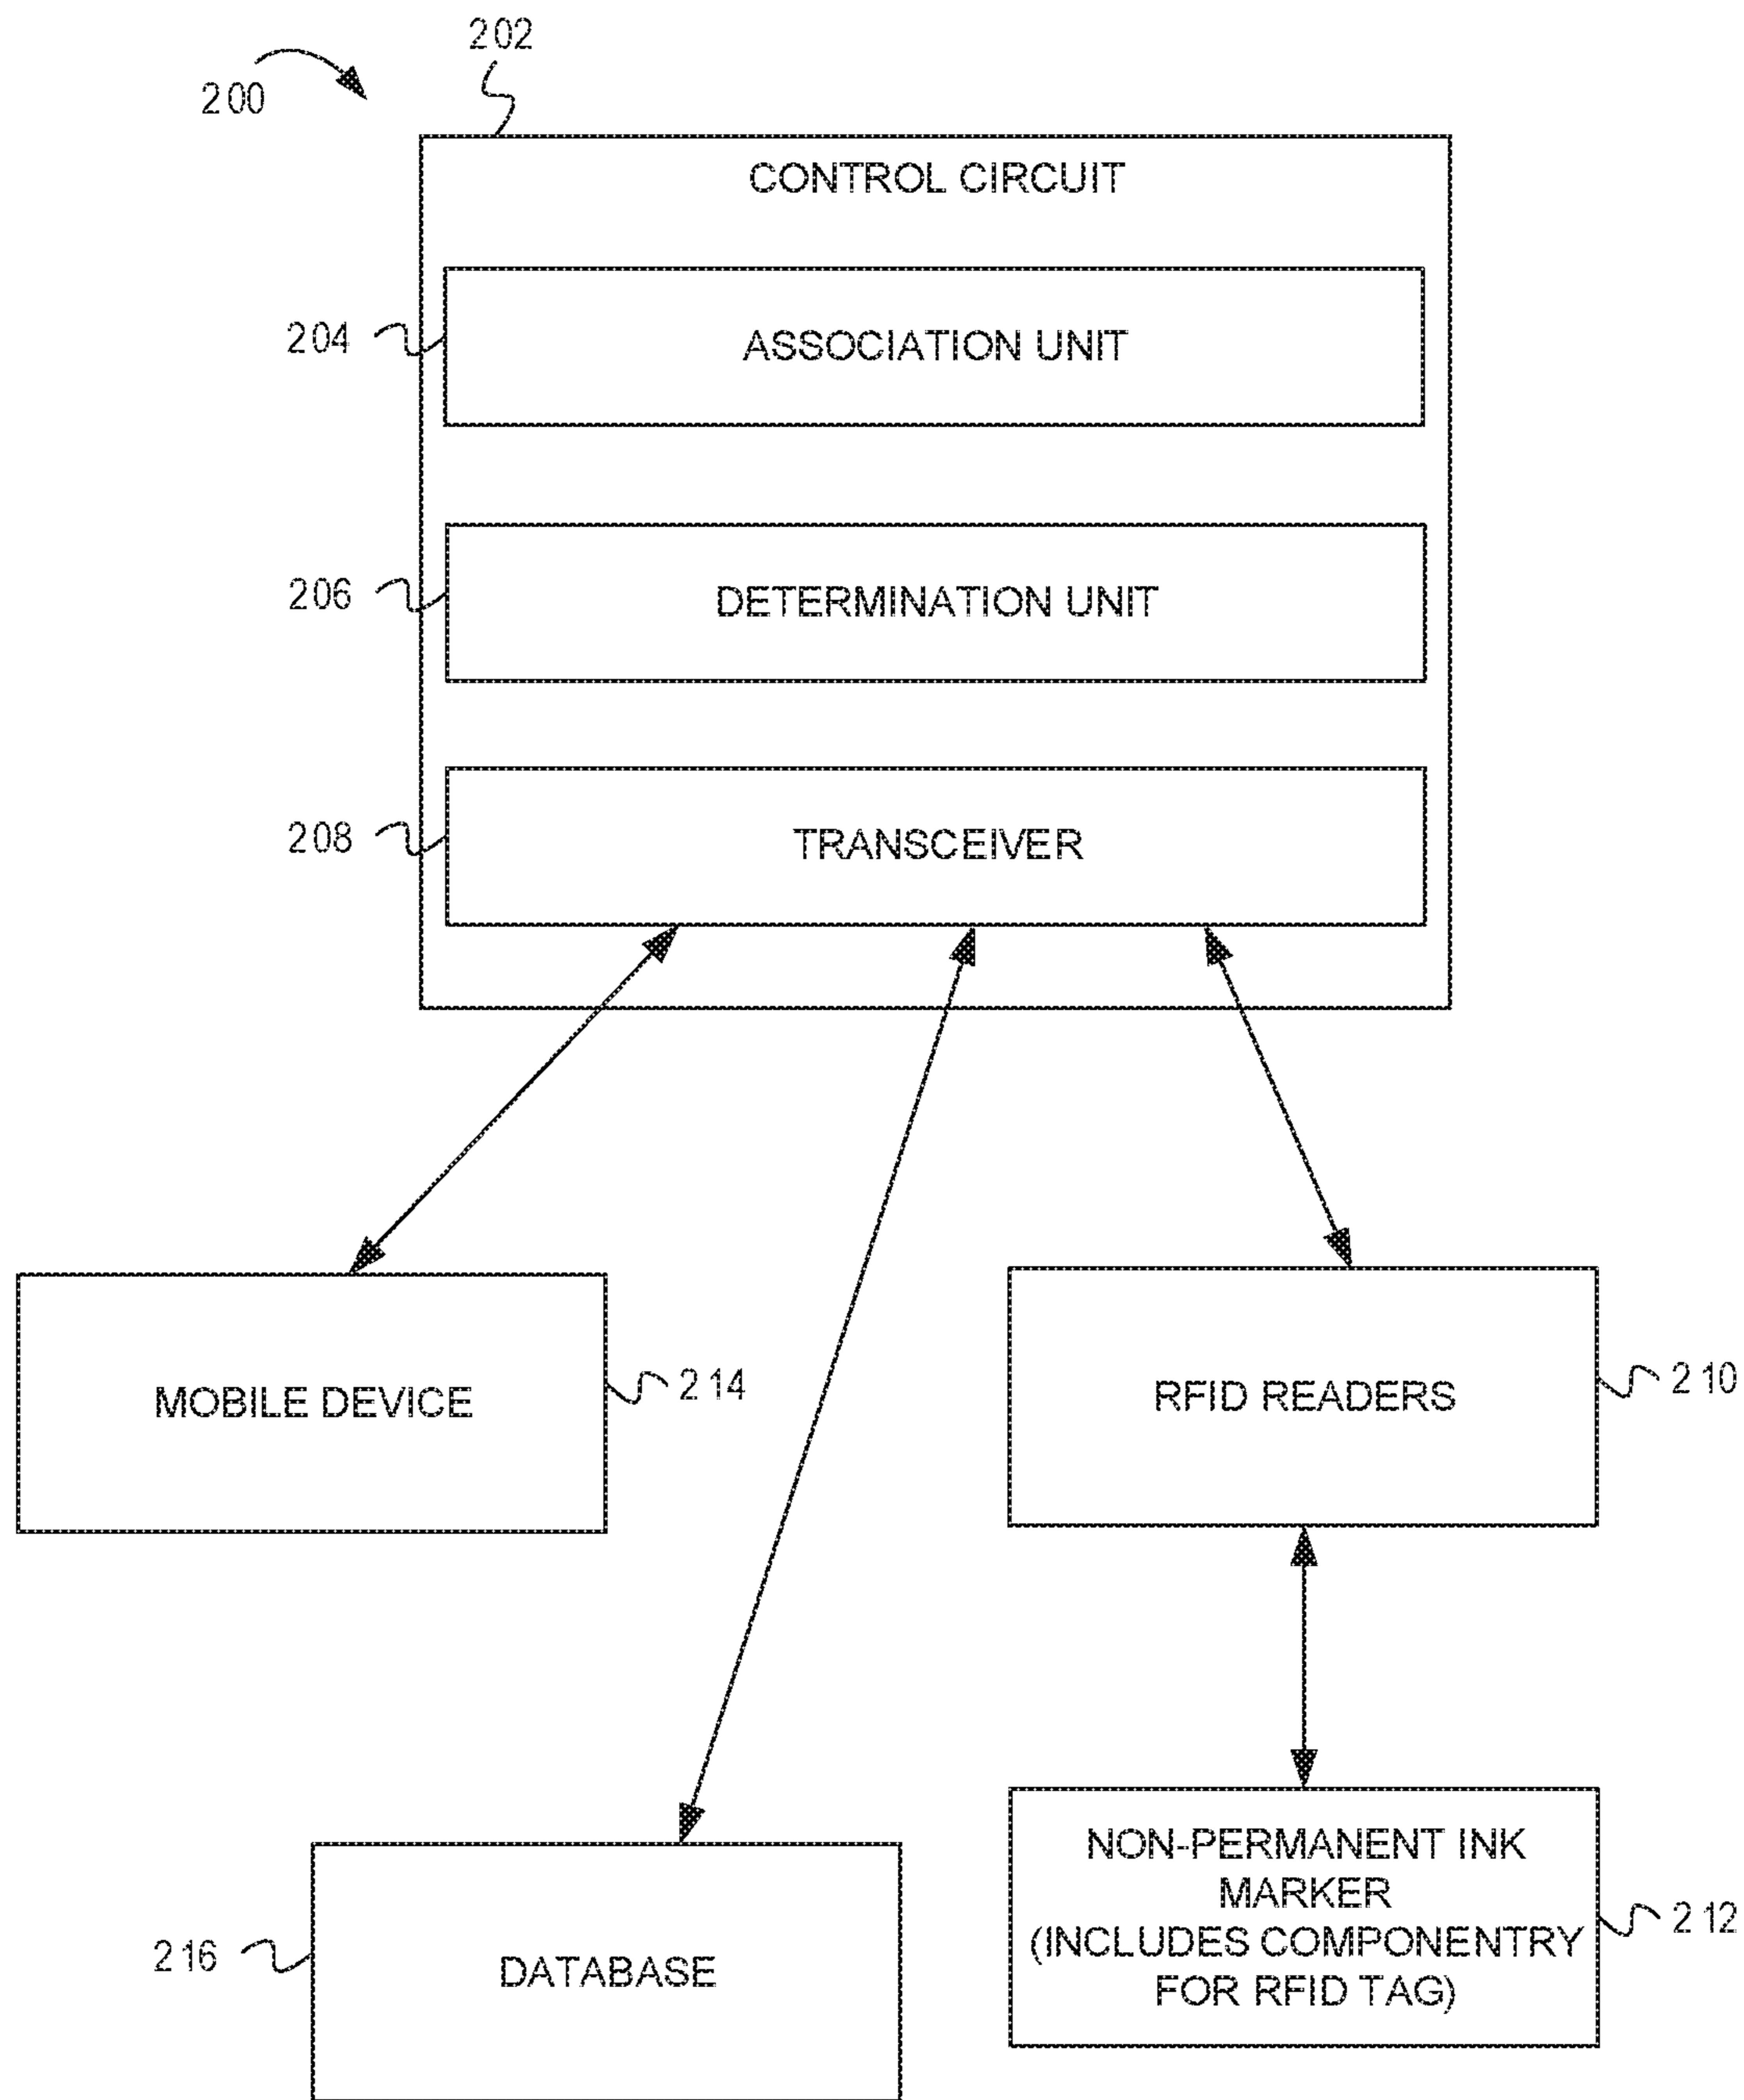 202
200
CONTROL CIRCUIT
204
ASSOCIATION UNIT
206
DETERMINATION UNIT
208
TRANSCEIVER
MOBILE DEVICE
214
RFID READERS
210
NON-PERMANENT INK
MARKER
(INCLUDES COMPONENTRY
FOR RFID TAG)
212
216
DATABASE